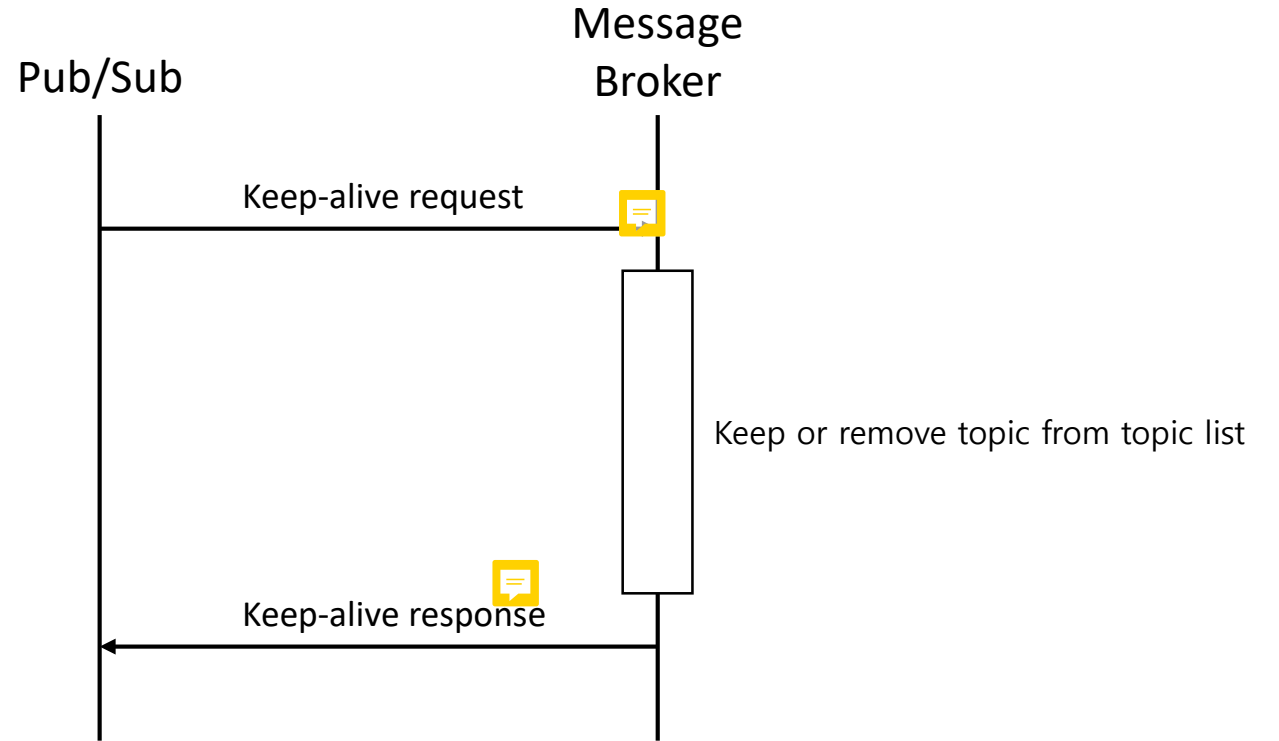 Message
Pub/Sub
Broker
Keep-alive request
Keep or remove topic from topic list
Keep-alive response